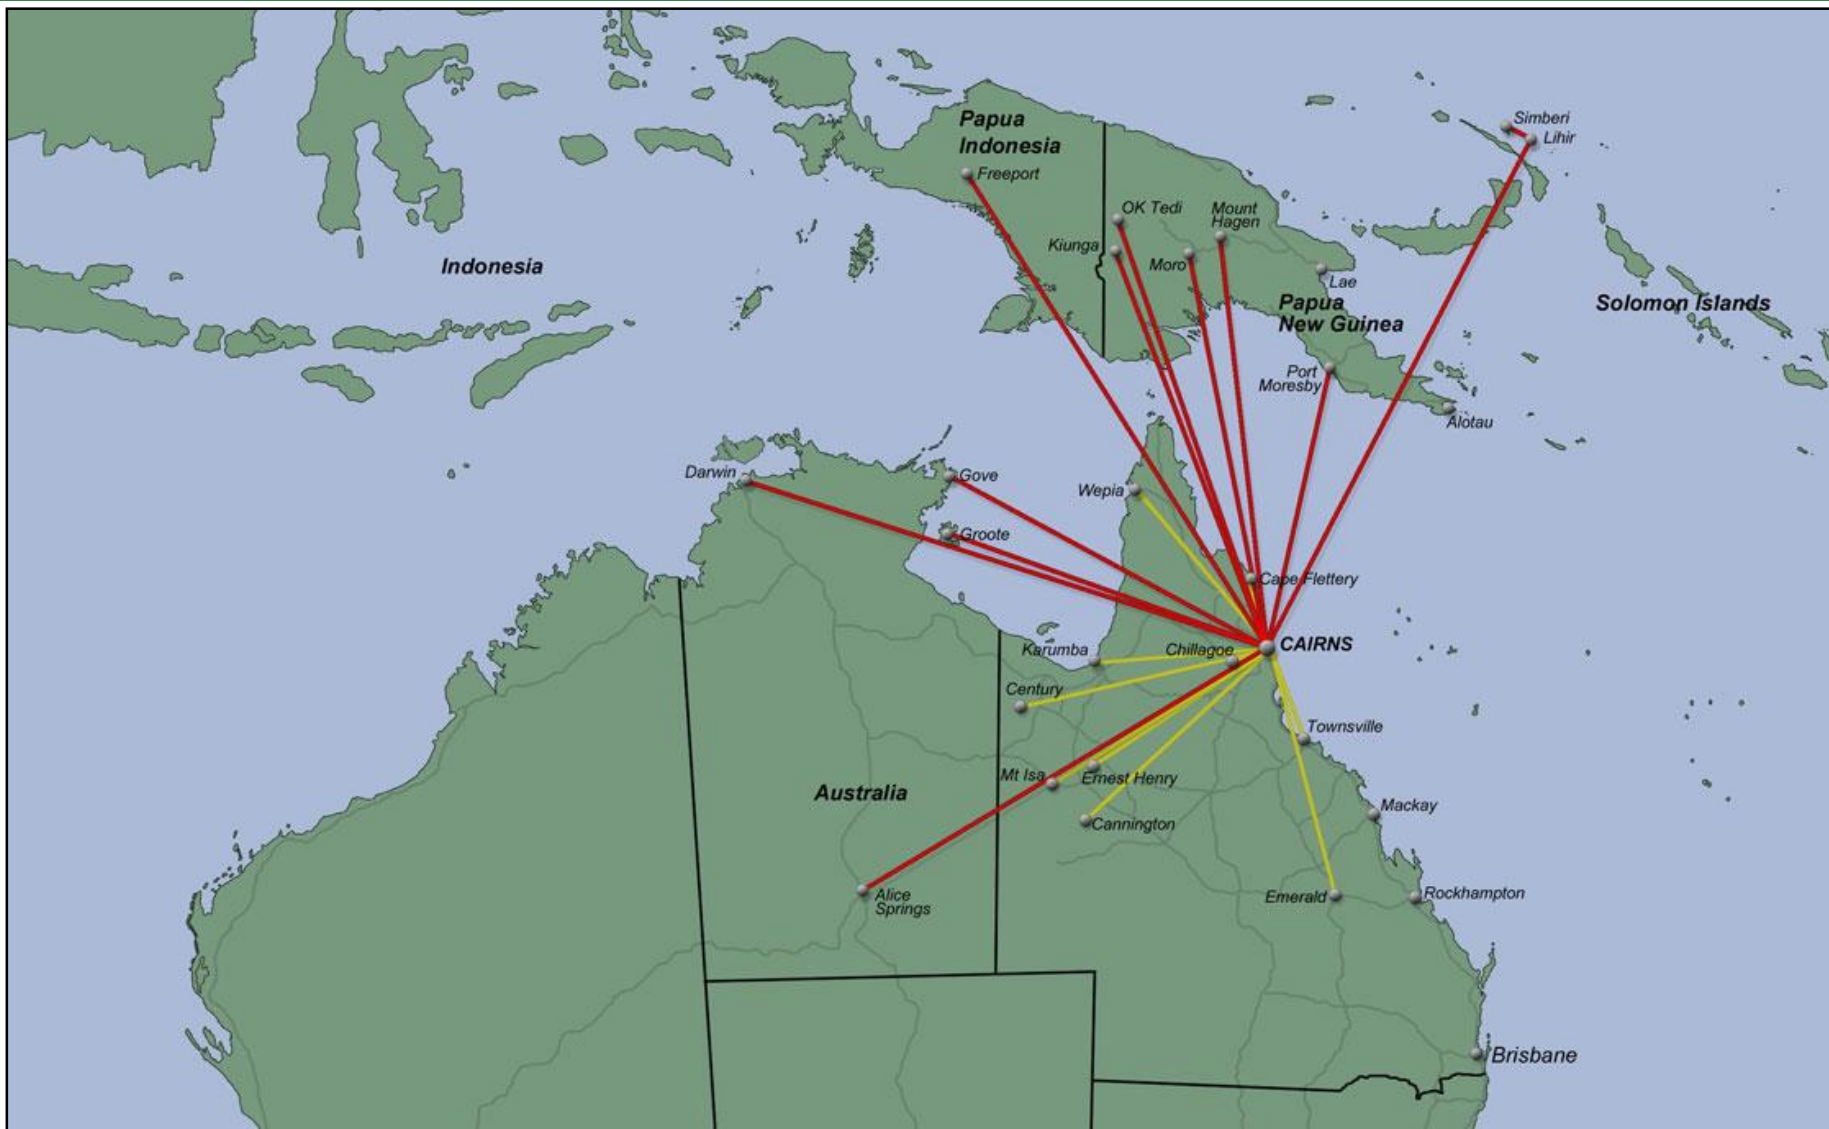 Simberi
Lihir
Papua
Indonesia
Freeport
OK Tedi
Mount
Hagen
Kiunga
Moro
Indonesia
Lae
Papua
New Guinea
Solomon Islands
Port
Moresby
Alotau
Darwin
Gove
Wepia
Groote
Cape Flettery
CAIRNS
Karumba
Chillagoe
Century
Townsville
Mt Isa
Ernest Henry
Australia
Mackay
Cannington
Alice
Springs
Emerald
Rockhampton
Brisbane